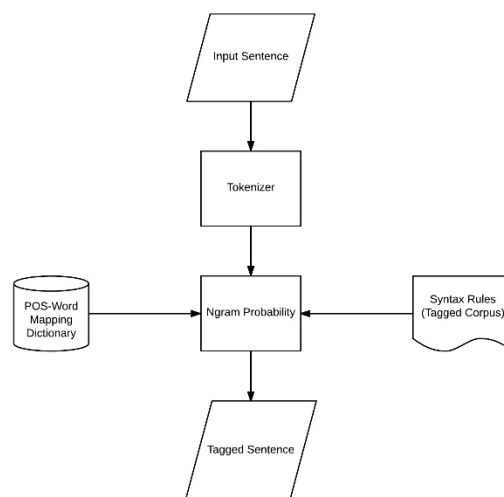 Input Sentence
Tokenizer
POS-Word
Mapping
Dictionary
Ngram Probability
Syntax Rules
(Tagged Corpus)
Tagged Sentence